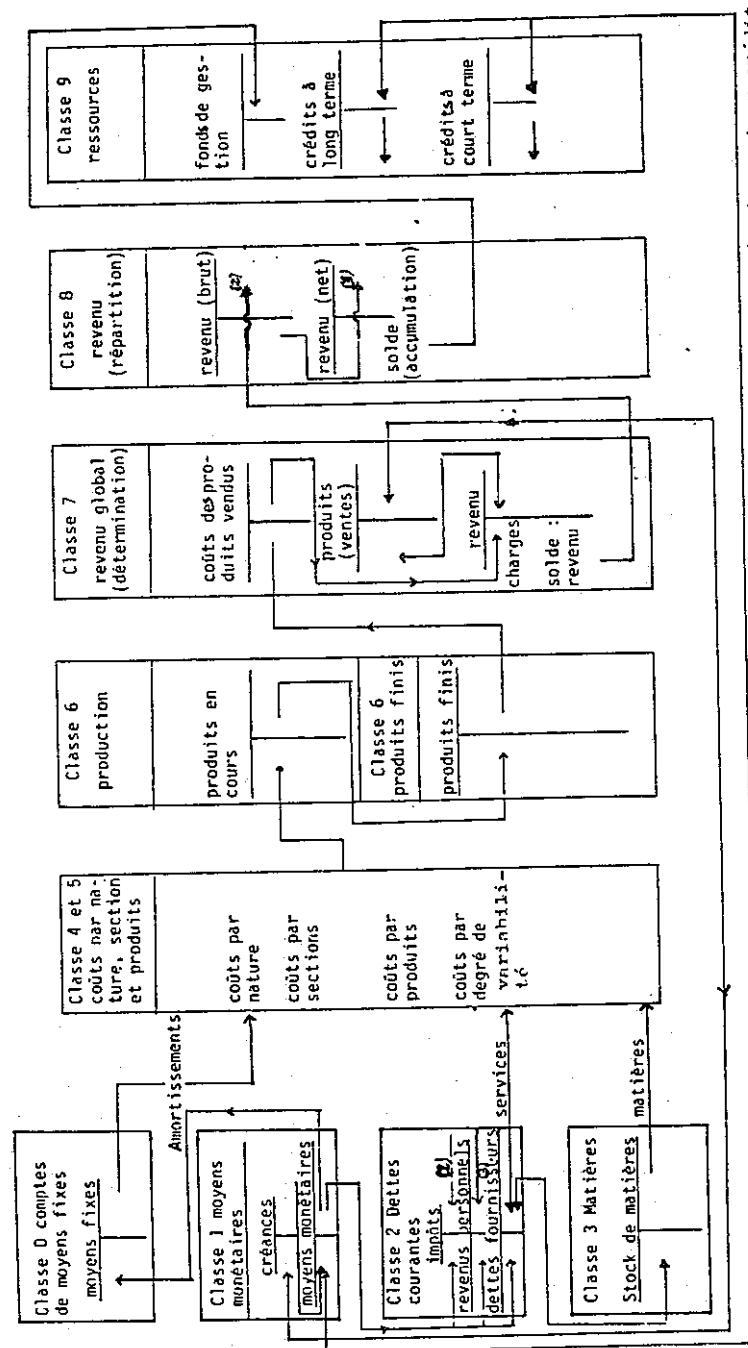 Classe 0 comptes
de moyens fixes
moyens fixes
Amortissements
Classe 1 moyens
monétaires
créances
moyens monétaires
Classe 2 Dettes
courantes
impôts
(2)
revenus personnels
dettes fournisseurs
services
Classe 3 Matières
Stock de matières
matières
Classe 4 et 5
coûts par na-
ture, section
et produits
coûts par
nature
coûts par
sections
coûts par
produits
coûts par
degré de
variabili-
té
Classe 6
production
produits en
cours
Classe 6
produits finis
produits finis
Classe 7
revenu global
(détermination)
coûts des pro-
duits vendus
produits
(ventes)
revenu
charges
solde :
revenu
Classe 8
revenu
(répartition)
revenu (brut)
(2)
revenu (net)
solde
(accumulation)
Classe 9
ressources
fonds de ges-
tion
crédits à
long terme
crédits à
court terme